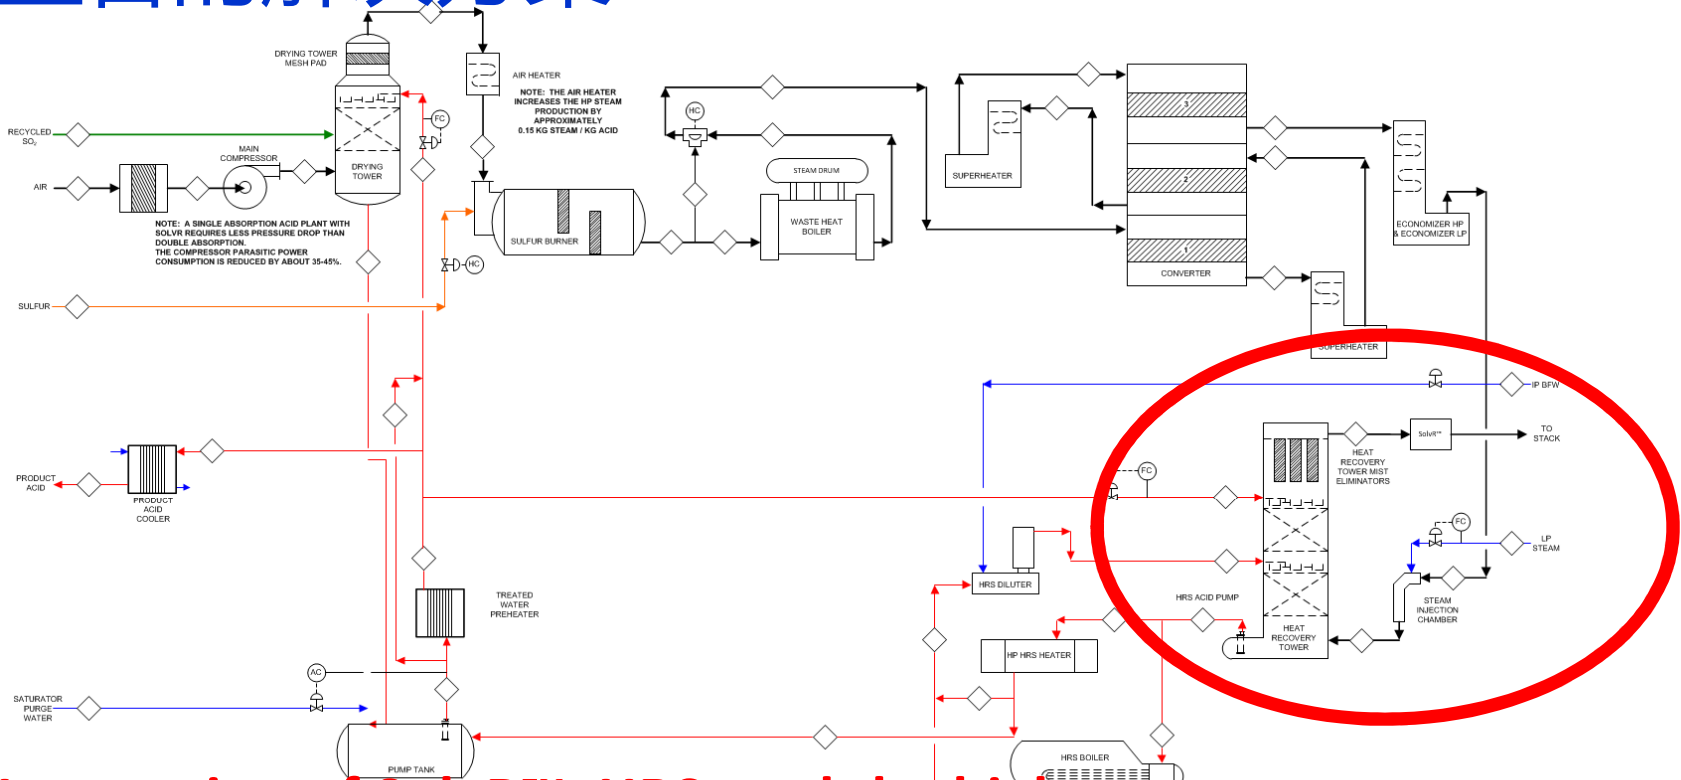 DRYING TOWER
MESH PAD
AIR HEATER
NOTE: THE AIR HEATER
INCREASES THE HP STEAM
PRODUCTION BY
APPROXIMATELY
0.15 KG STEAM / KG ACID
RECYCLED
SO₂
FC
MAIN
COMPRESSOR
DRYING
TOWER
AIR
NOTE: A SINGLE ABSORPTION ACID PLANT WITH
SOLVR REQUIRES LESS PRESSURE DROP THAN
DOUBLE ABSORPTION.
THE COMPRESSOR PARASITIC POWER
CONSUMPTION IS REDUCED BY ABOUT 35-45%.
SULFUR BURNER
HC
HC
STEAM DRUM
WASTE HEAT
BOILER
SUPERHEATER
3
2
1
CONVERTER
ECONOMIZER HP
& ECONOMIZER LP
SULFUR
SUPERHEATER
IP BFW
SolvR™
TO
STACK
HEAT
RECOVERY
TOWER MIST
ELIMINATORS
FC
PRODUCT
ACID
PRODUCT
ACID
COOLER
FC
LP
STEAM
HRS DILUTER
TREATED
WATER
PREHEATER
HRS ACID PUMP
STEAM
INJECTION
CHAMBER
HEAT
RECOVERY
TOWER
HP HRS HEATER
AC
SATURATOR
PURGE
WATER
HRS BOILER
PUMP TANK